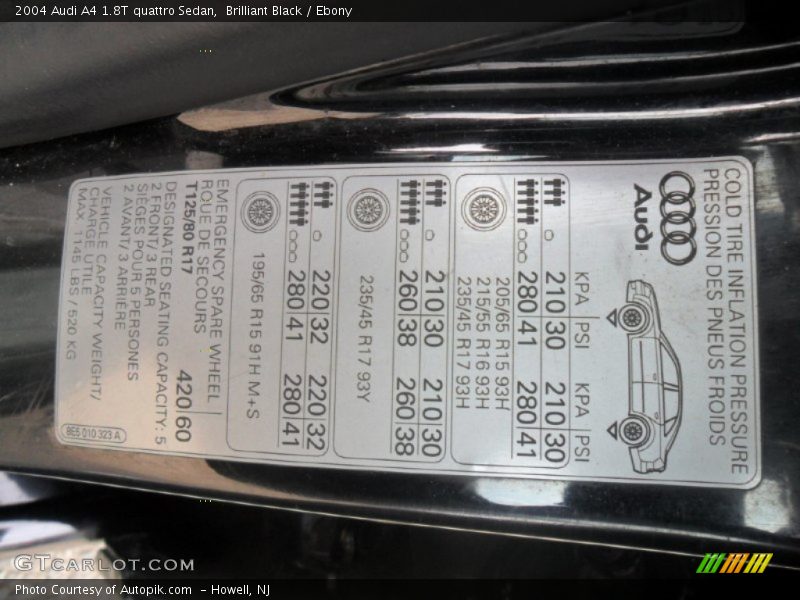 2004 Audi A4 1.8T quattro Sedan,  Brilliant Black / Ebony
COLD TIRE INFLATION PRESSURE
PRESSION DES PNEUS FROIDS
Audi
KPA PSI KPA PSI
210 30 210 30
280 41 280 41
205/65 R15 93H
215/55 R16 93H
235/45 R17 93H
210 30 210 30
260 38 260 38
235/45 R17 93Y
220 32 220 32
280 41 280 41
195/65 R15 91H M+S
EMERGENCY SPARE WHEEL
ROUE DE SECOURS
T125/80 R17 420 60
DESIGNATED SEATING CAPACITY: 5
2 FRONT/ 3 REAR
SIÈGES POUR 5 PERSONES
2 AVANT/ 3 ARRIÈRE
VEHICLE CAPACITY WEIGHT/
CHARGE UTILE
MAX. 1145 LBS / 520 KG
8E5 010 323 A
GTCARLOT.COM
Photo Courtesy of Autopik.com  – Howell, NJ